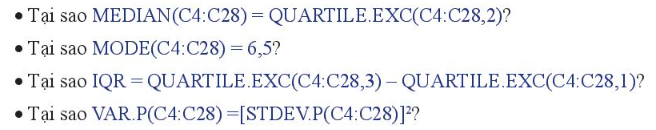 • Tại sao MEDIAN(C4:C28) = QUARTILE.EXC(C4:C28,2)?
• Tại sao MODE(C4:C28) = 6,5?
• Tại sao IQR = QUARTILE.EXC(C4:C28,3) – QUARTILE.EXC(C4:C28,1)?
• Tại sao VAR.P(C4:C28) =[STDEV.P(C4:C28)]²?